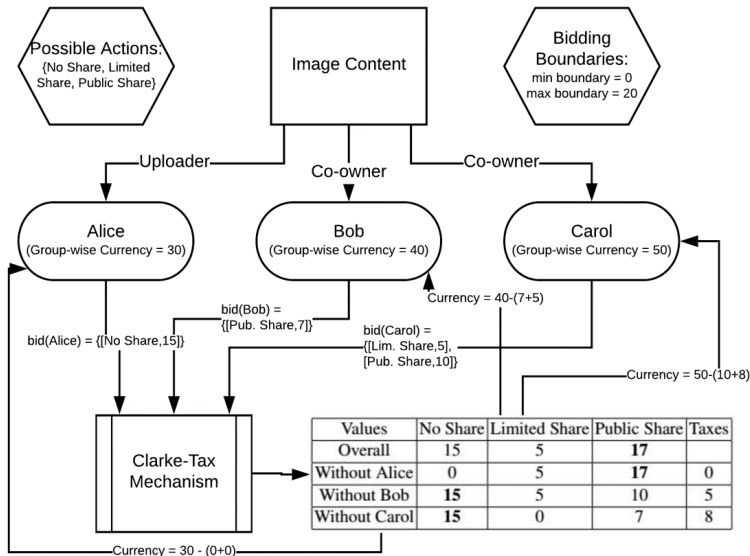 Possible Actions:
{No Share, Limited
Share, Public Share}
Image Content
Bidding
Boundaries:
min boundary = 0
max boundary = 20
Uploader
Co-owner
Co-owner
Alice
(Group-wise Currency = 30)
Bob
(Group-wise Currency = 40)
Carol
(Group-wise Currency = 50)
Currency = 40-(7+5)
bid(Bob) =
{[Pub. Share,7]}
bid(Alice) = {[No Share,15]}
bid(Carol) =
{[Lim. Share,5],
[Pub. Share,10]}
Currency = 50-(10+8)
Clarke-Tax
Mechanism
Values No Share Limited Share Public Share Taxes
Overall 15 5 17
Without Alice 0 5 17 0
Without Bob 15 5 10 5
Without Carol 15 0 7 8
Currency = 30 - (0+0)